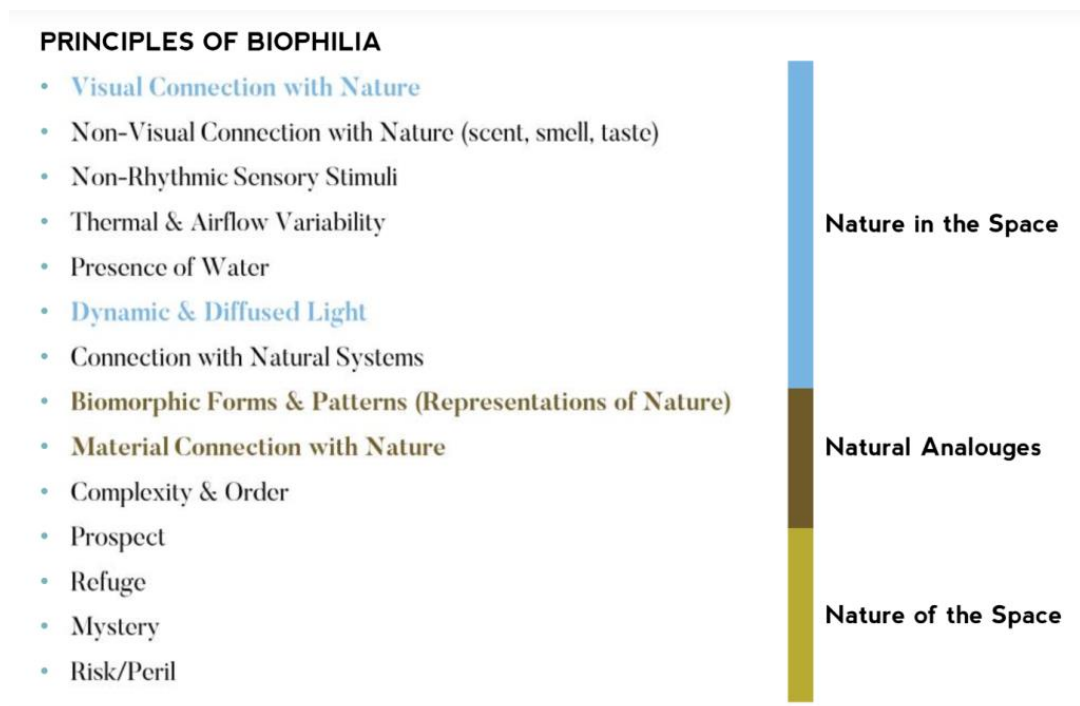 PRINCIPLES OF BIOPHILIA
• Visual Connection with Nature
• Non-Visual Connection with Nature (scent, smell, taste)
• Non-Rhythmic Sensory Stimuli
• Thermal & Airflow Variability
• Presence of Water
• Dynamic & Diffused Light
• Connection with Natural Systems
• Biomorphic Forms & Patterns (Representations of Nature)
• Material Connection with Nature
• Complexity & Order
• Prospect
• Refuge
• Mystery
• Risk/Peril
Nature in the Space
Natural Analouges
Nature of the Space